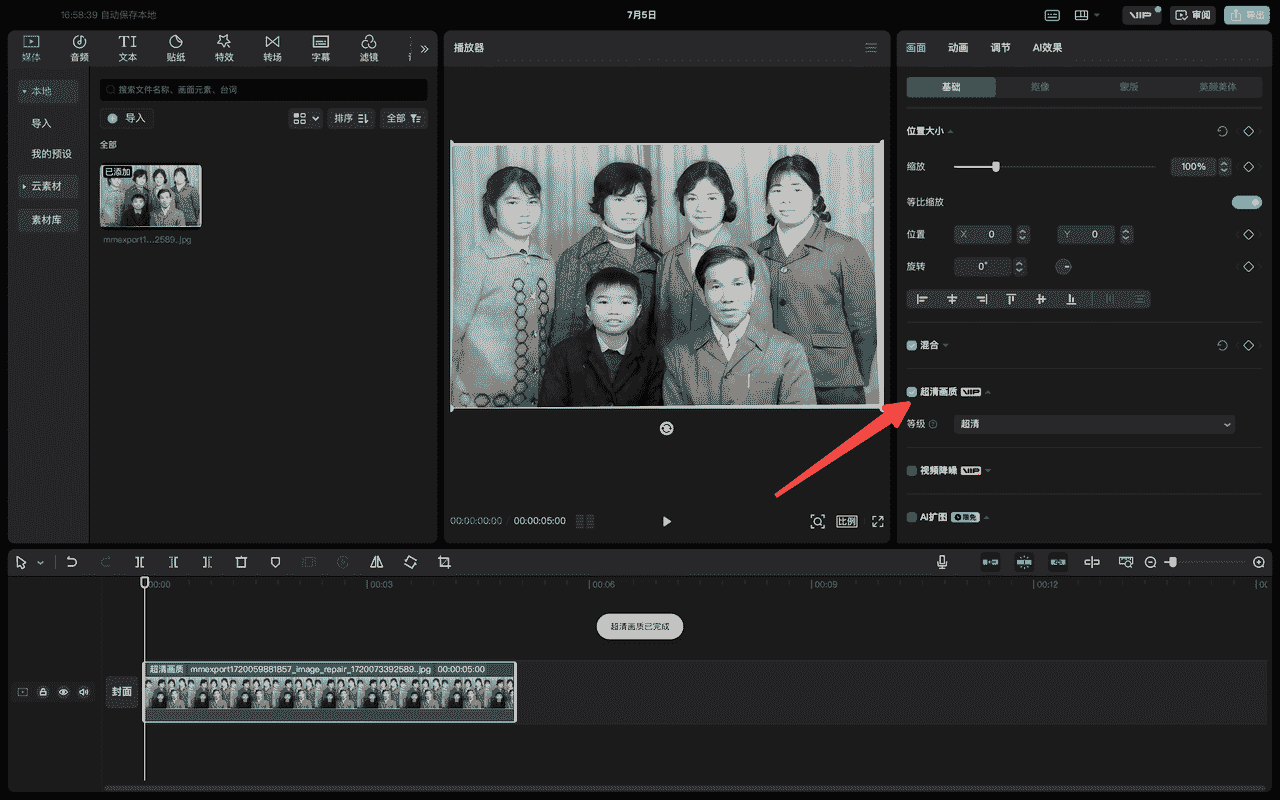 16:58:39 自动保存本地
7月5日
VIP
审阅
导出
媒体 音频 文本 贴纸 特效 转场 字幕 滤镜
本地
导入
我的预设
云素材
素材库
搜索文件名称、画面元素、台词
导入
排序 全部
全部
已添加
mmexport1...2589.jpg
播放器
00:00:00:00 00:00:05:00
比例
画面 动画 调节 AI效果
基础 抠像 蒙版 美颜美体
位置大小
缩放 100%
等比缩放
位置 X 0 Y 0
旋转 0°
混合
超清画质 VIP
等级 超清
视频降噪 VIP
AI扩图 限免
00:00 00:03 00:06 00:09 00:12
超清画质已完成
超清画质 mmexport1720059881857_image_repair_1720073392589..jpg 00:00:05:00
封面